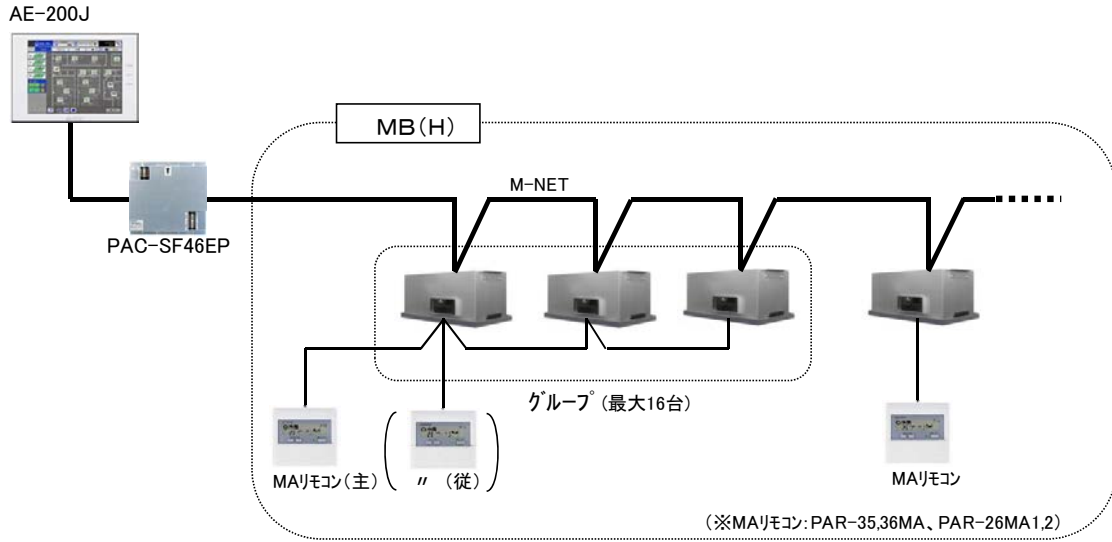 AE-200J
MB(H)
M-NET
PAC-SF46EP
グループ (最大16台)
MAリモコン(主)
〃 (従)
MAリモコン
(※MAリモコン:PAR-35,36MA、PAR-26MA1,2)